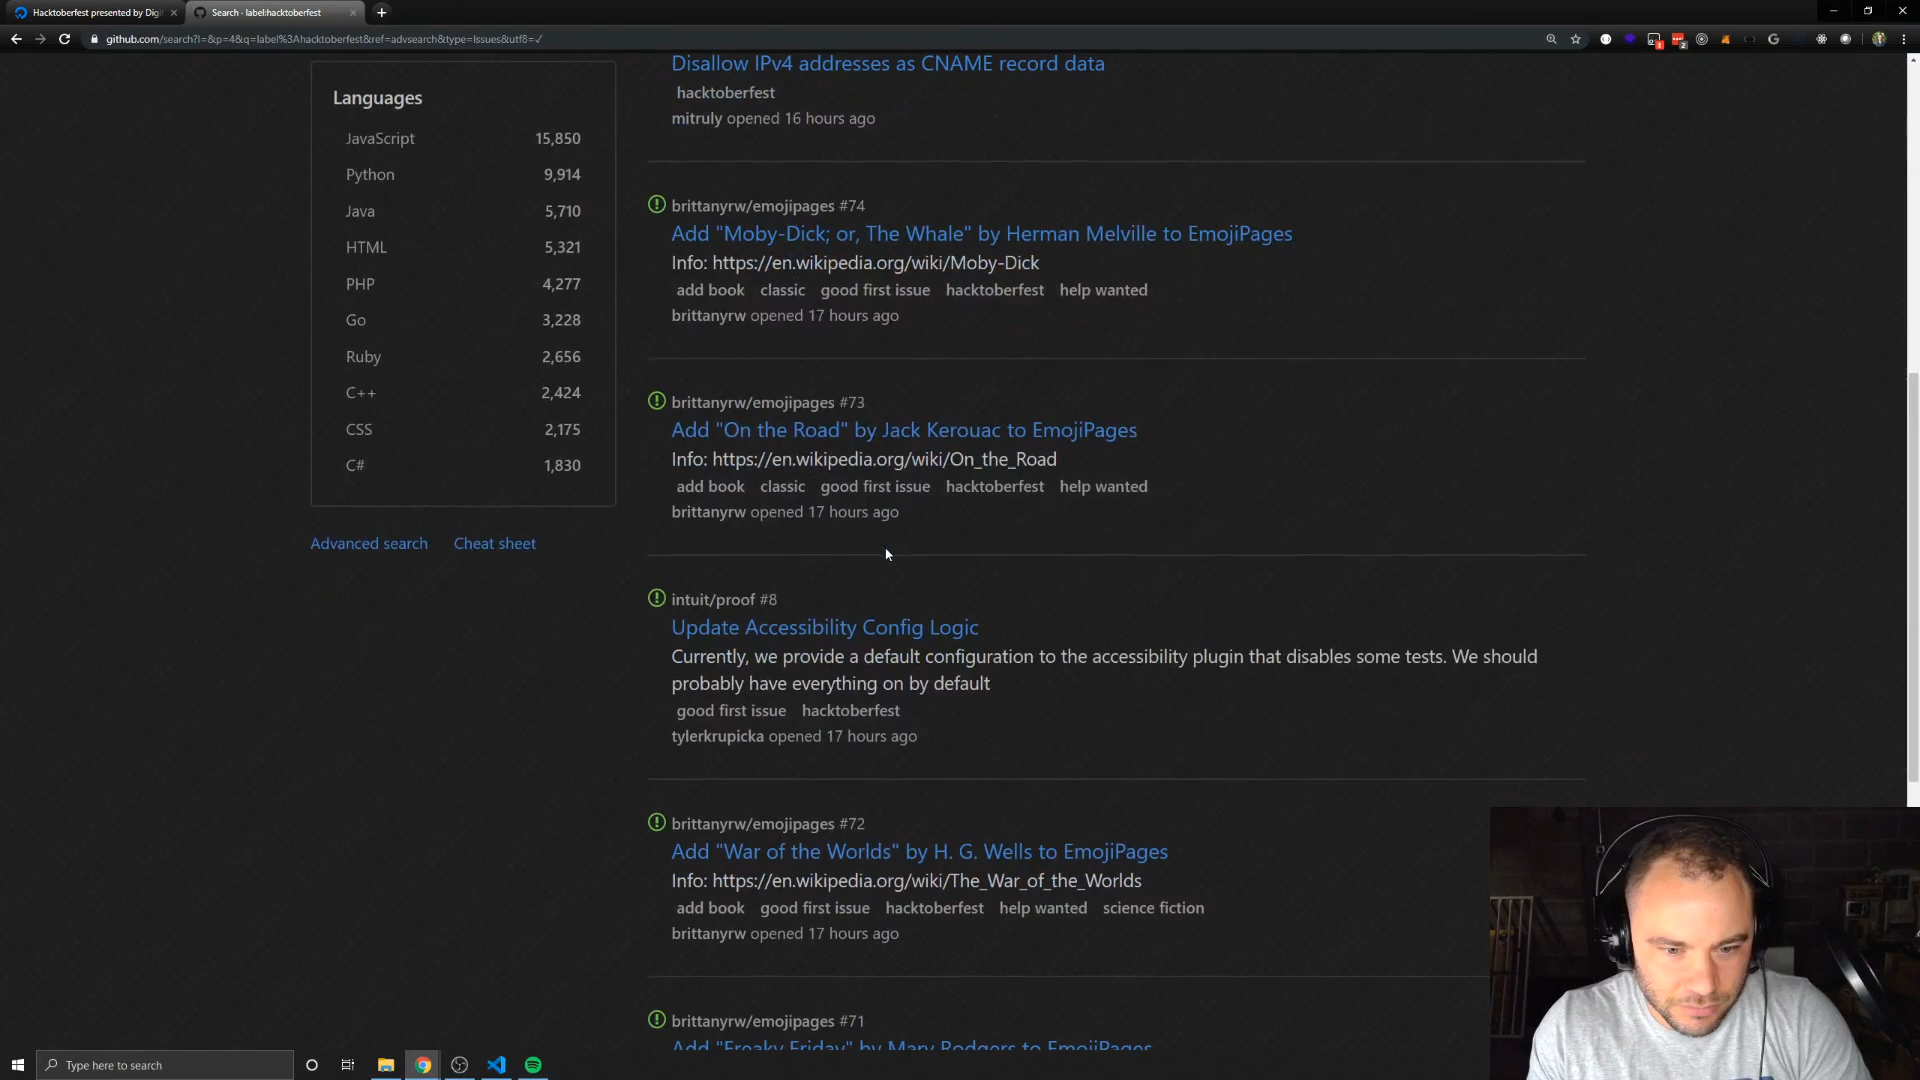 Hacktoberfest presented by Digi
Search · label:hacktoberfest
github.com/search?l=&p=4&q=label%3Ahacktoberfest&ref=advsearch&type=Issues&utf8=✓
Languages
JavaScript 15,850
Python 9,914
Java 5,710
HTML 5,321
PHP 4,277
Go 3,228
Ruby 2,656
C++ 2,424
CSS 2,175
C# 1,830
Advanced search Cheat sheet
Disallow IPv4 addresses as CNAME record data
hacktoberfest
mitruly opened 16 hours ago
brittanyrw/emojipages #74
Add "Moby-Dick; or, The Whale" by Herman Melville to EmojiPages
Info: https://en.wikipedia.org/wiki/Moby-Dick
add book classic good first issue hacktoberfest help wanted
brittanyrw opened 17 hours ago
brittanyrw/emojipages #73
Add "On the Road" by Jack Kerouac to EmojiPages
Info: https://en.wikipedia.org/wiki/On_the_Road
add book classic good first issue hacktoberfest help wanted
brittanyrw opened 17 hours ago
intuit/proof #8
Update Accessibility Config Logic
Currently, we provide a default configuration to the accessibility plugin that disables some tests. We should
probably have everything on by default
good first issue hacktoberfest
tylerkrupicka opened 17 hours ago
brittanyrw/emojipages #72
Add "War of the Worlds" by H. G. Wells to EmojiPages
Info: https://en.wikipedia.org/wiki/The_War_of_the_Worlds
add book good first issue hacktoberfest help wanted science fiction
brittanyrw opened 17 hours ago
brittanyrw/emojipages #71
Add "Freaky Friday" by Mary Rodgers to EmojiPages
Type here to search